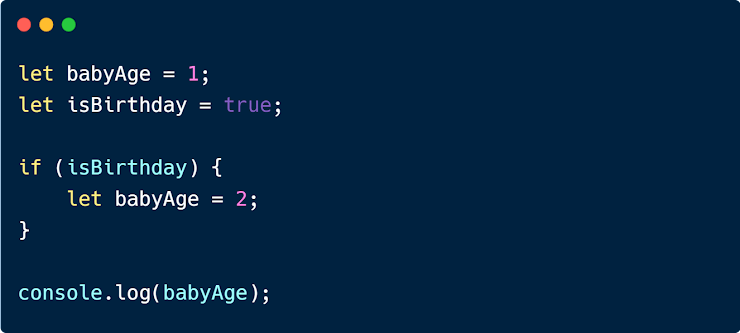 let babyAge = 1;
let isBirthday = true;

if (isBirthday) {
    let babyAge = 2;
}

console.log(babyAge);